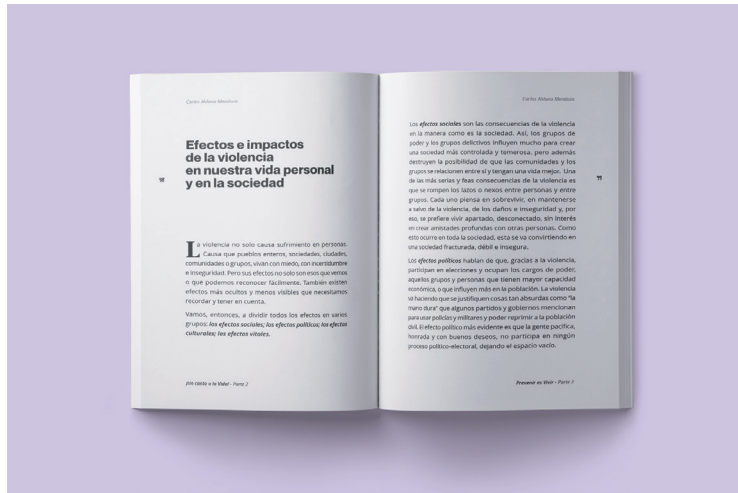 Carlos Aldana Mendoza
Efectos e impactos
de la violencia
en nuestra vida personal
y en la sociedad
La violencia no solo causa sufrimiento en personas.
Causa que pueblos enteros, sociedades, ciudades,
comunidades o grupos, vivan con miedo, con incertidumbre
e inseguridad. Pero sus efectos no solo son esos que vemos
o que podemos reconocer fácilmente. También existen
efectos más ocultos y menos visibles que necesitamos
recordar y tener en cuenta.
Vamos, entonces, a dividir todos los efectos en varios
grupos: los efectos sociales; los efectos políticos; los efectos
culturales; los efectos vitales.
¡Un canto a la Vida! - Parte 2
Carlos Aldana Mendoza
Los efectos sociales son las consecuencias de la violencia
en la manera como es la sociedad. Así, los grupos de
poder y los grupos delictivos influyen mucho para crear
una sociedad más controlada y temerosa, pero además
destruyen la posibilidad de que las comunidades y los
grupos se relacionen entre sí y tengan una vida mejor. Una
de las más serias y feas consecuencias de la violencia es
que se rompen los lazos o nexos entre personas y entre
grupos. Cada uno piensa en sobrevivir, en mantenerse
a salvo de la violencia, de los daños e inseguridad y, por
eso, se prefiere vivir apartado, desconectado, sin interés
en crear amistades profundas con otras personas. Como
esto ocurre en toda la sociedad, esta se va convirtiendo en
una sociedad fracturada, débil e insegura.
Los efectos políticos hablan de que, gracias a la violencia,
participan en elecciones y ocupan los cargos de poder,
aquellos grupos y personas que tienen mayor capacidad
económica, o que influyen más en la población. La violencia
va haciendo que se justifiquen cosas tan absurdas como "la
mano dura" que algunos partidos y gobiernos mencionan
para usar policías y militares y poder reprimir a la población
civil. El efecto político más evidente es que la gente pacífica,
honrada y con buenos deseos, no participa en ningún
proceso político-electoral, dejando el espacio vacío.
Prevenir es Vivir - Parte